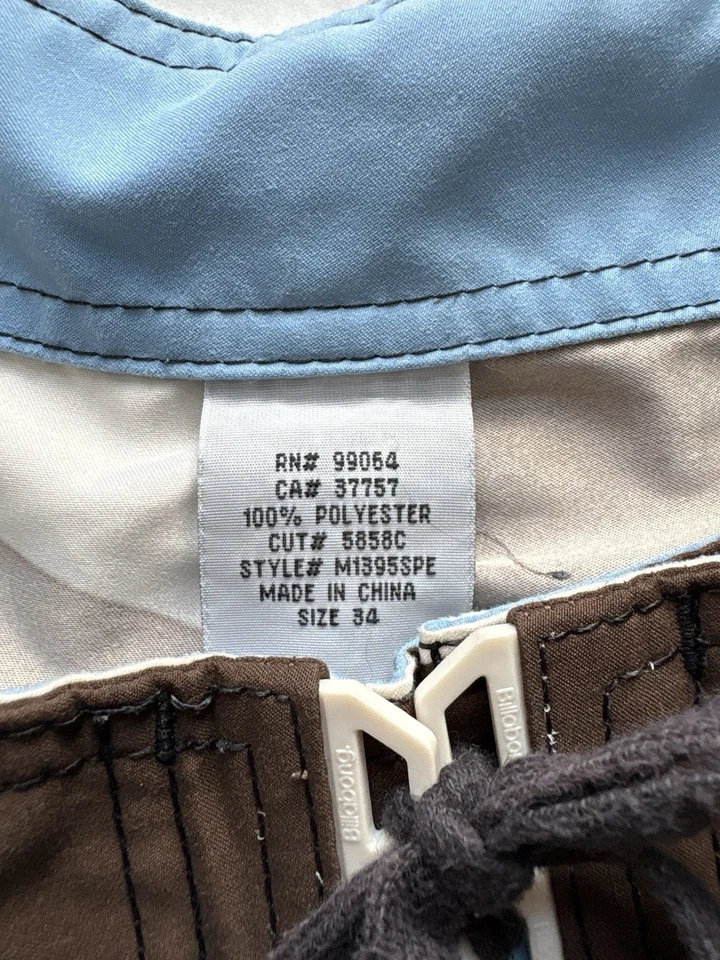 RN# 99064
CA# 37757
100% POLYESTER
CUT# 5858C
STYLE# M1395SPE
MADE IN CHINA
SIZE 34
Billabong.
Billabong